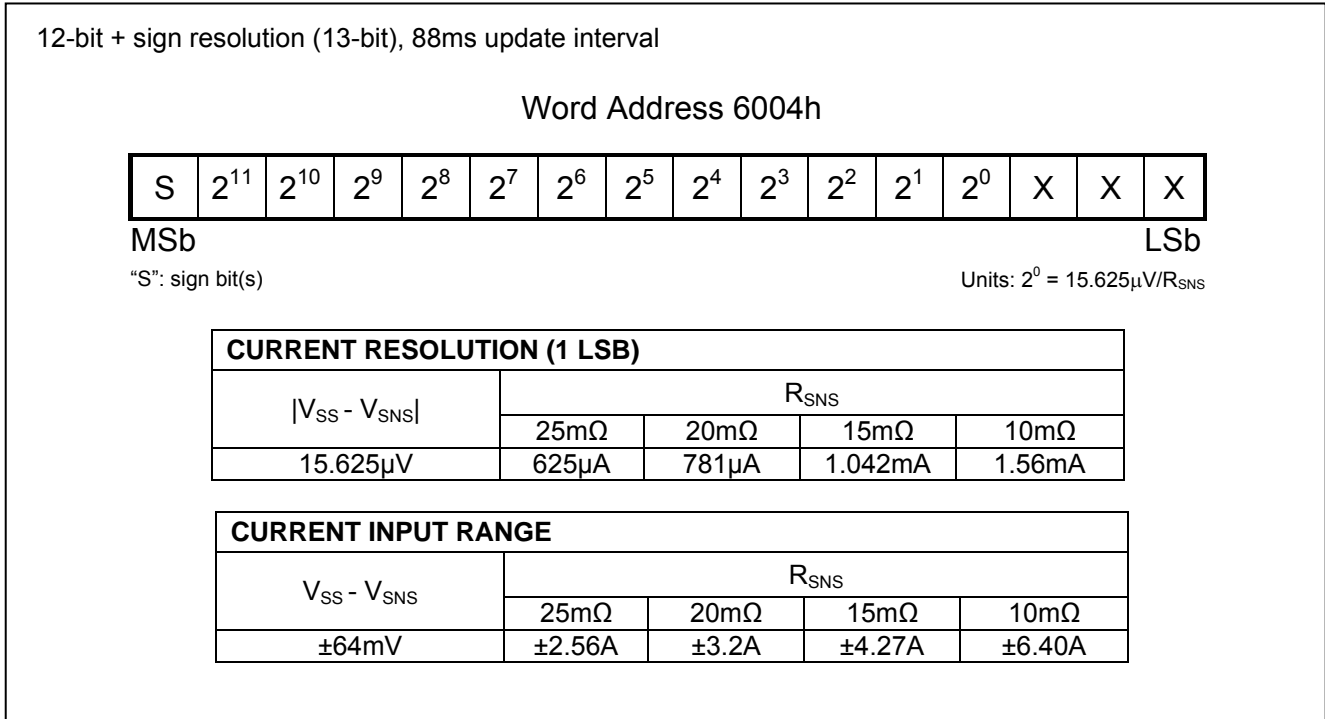 12-bit + sign resolution (13-bit), 88ms update interval
Word Address 6004h
S 2¹¹ 2¹⁰ 2⁹ 2⁸ 2⁷ 2⁶ 2⁵ 2⁴ 2³ 2² 2¹ 2⁰ X X X
MSb LSb
“S”: sign bit(s) Units: 2⁰ = 15.625μV/R_SNS
CURRENT RESOLUTION (1 LSB)
|V_SS - V_SNS| R_SNS
25mΩ 20mΩ 15mΩ 10mΩ
15.625µV 625µA 781µA 1.042mA 1.56mA
CURRENT INPUT RANGE
V_SS - V_SNS R_SNS
25mΩ 20mΩ 15mΩ 10mΩ
±64mV ±2.56A ±3.2A ±4.27A ±6.40A